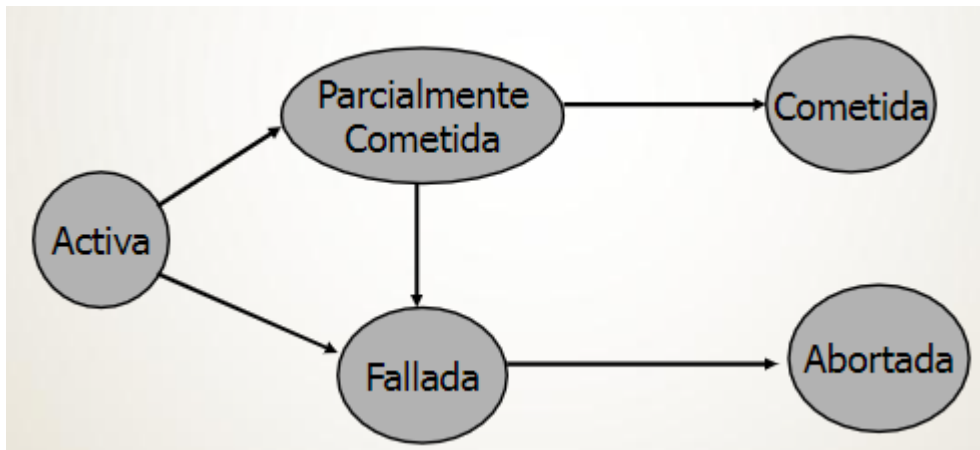 Parcialmente
Cometida
Cometida
Activa
Fallada
Abortada